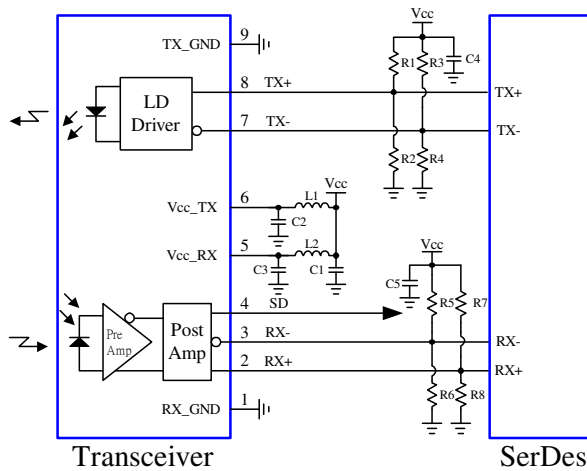 9
TX_GND
Vcc
R1
R3
C4
8
TX+
TX+
LD
Driver
7
TX-
TX-
R2
R4
Vcc
6
Vcc_TX
L1
C2
5
Vcc_RX
L2
C3
C1
Vcc
C5
4
SD
R5
R7
Pre
Amp
Post
Amp
3
RX-
RX-
2
RX+
RX+
R6
R8
1
RX_GND
Transceiver
SerDes